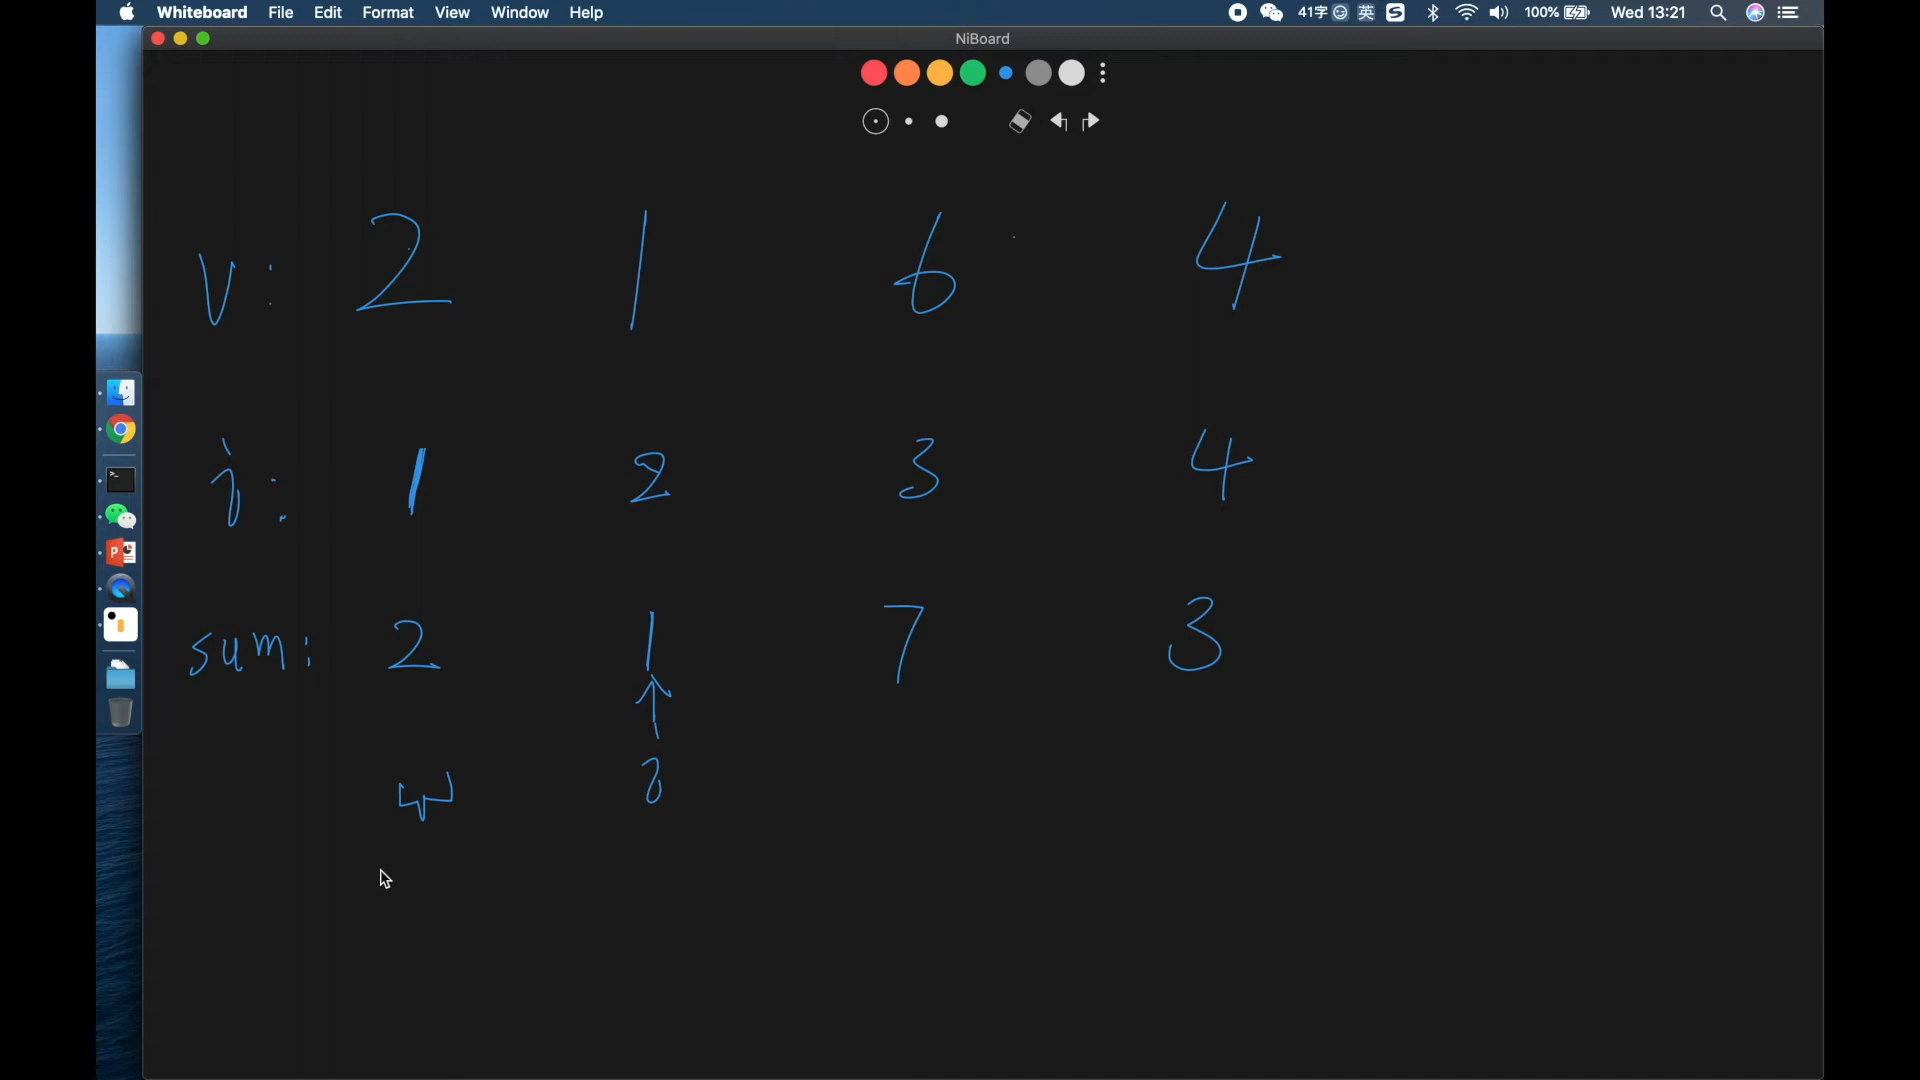 Whiteboard File Edit Format View Window Help 41字 英 S 100% Wed 13:21
NiBoard
V: 2 1 6 4
i: 1 2 3 4
sum: 2 1 7 3